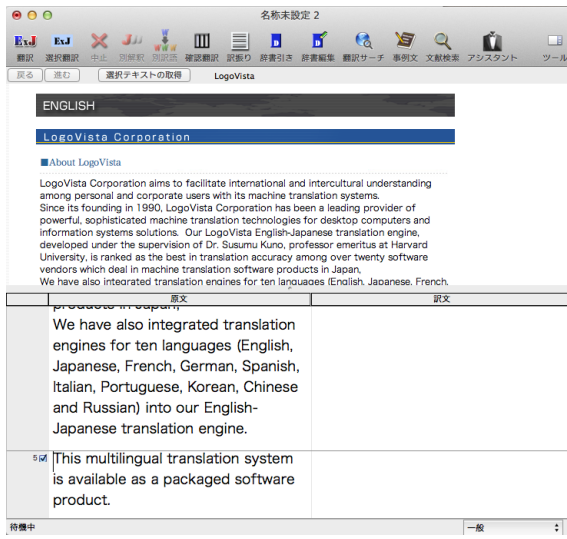 名称未設定 2
ExJ ExJ
翻訳 選択翻訳 中止 別解釈 別訳語 確認翻訳 訳振り 辞書引き 辞書編集 翻訳サーチ 事例文 文献検索 アシスタント ツール
戻る 進む 選択テキストの取得 LogoVista
ENGLISH
LogoVista Corporation
■About LogoVista
LogoVista Corporation aims to facilitate international and intercultural understanding
among personal and corporate users with its machine translation systems.
Since its founding in 1990, LogoVista Corporation has been a leading provider of
powerful, sophisticated machine translation technologies for desktop computers and
information systems solutions. Our LogoVista English-Japanese translation engine,
developed under the supervision of Dr. Susumu Kuno, professor emeritus at Harvard
University, is ranked as the best in translation accuracy among over twenty software
vendors which deal in machine translation software products in Japan,
We have also integrated translation engines for ten languages (English, Japanese, French,
原文 訳文
products in Japan,
We have also integrated translation
engines for ten languages (English,
Japanese, French, German, Spanish,
Italian, Portuguese, Korean, Chinese
and Russian) into our English-
Japanese translation engine.
5 This multilingual translation system
is available as a packaged software
product.
待機中 一般